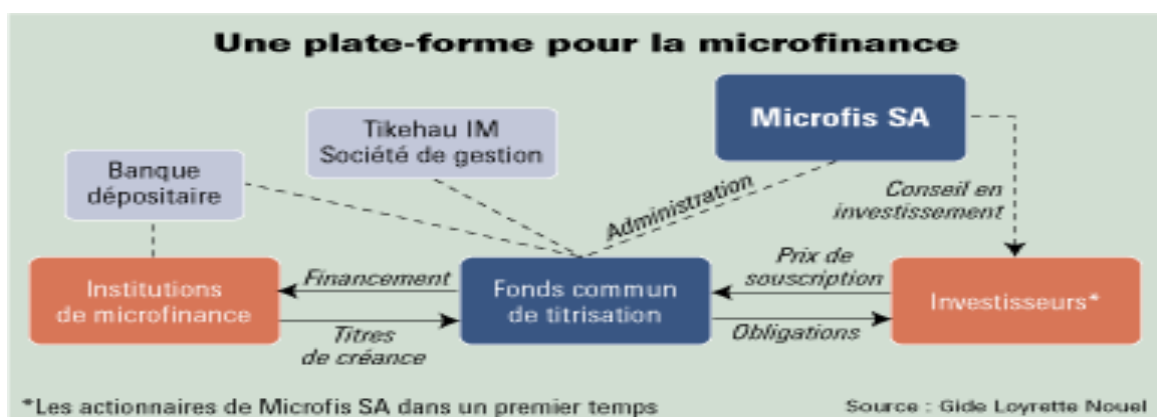 Une plate-forme pour la microfinance
Microfis SA
Tikehau IM
Société de gestion
Banque
dépositaire
Administration
Conseil en
investissement
Institutions
de microfinance
Financement
Titres
de créance
Fonds commun
de titrisation
Prix de
souscription
Obligations
Investisseurs*
*Les actionnaires de Microfis SA dans un premier temps
Source : Gide Loyrette Nouel